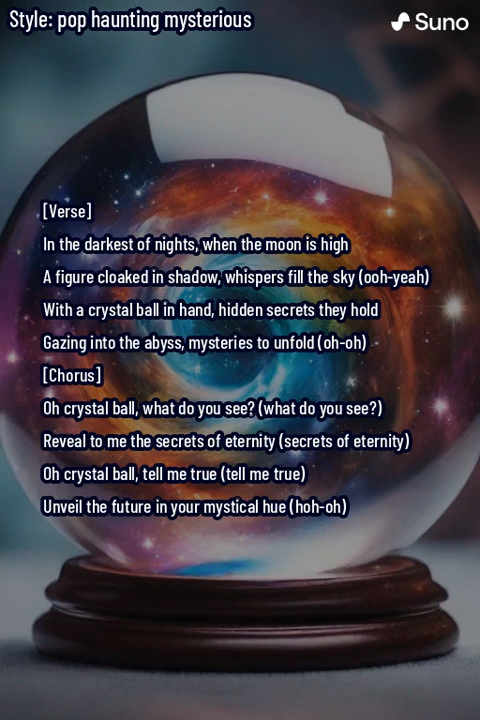 Style: pop haunting mysterious
Suno
[Verse]
In the darkest of nights, when the moon is high
A figure cloaked in shadow, whispers fill the sky (ooh-yeah)
With a crystal ball in hand, hidden secrets they hold
Gazing into the abyss, mysteries to unfold (oh-oh)
[Chorus]
Oh crystal ball, what do you see? (what do you see?)
Reveal to me the secrets of eternity (secrets of eternity)
Oh crystal ball, tell me true (tell me true)
Unveil the future in your mystical hue (hoh-oh)